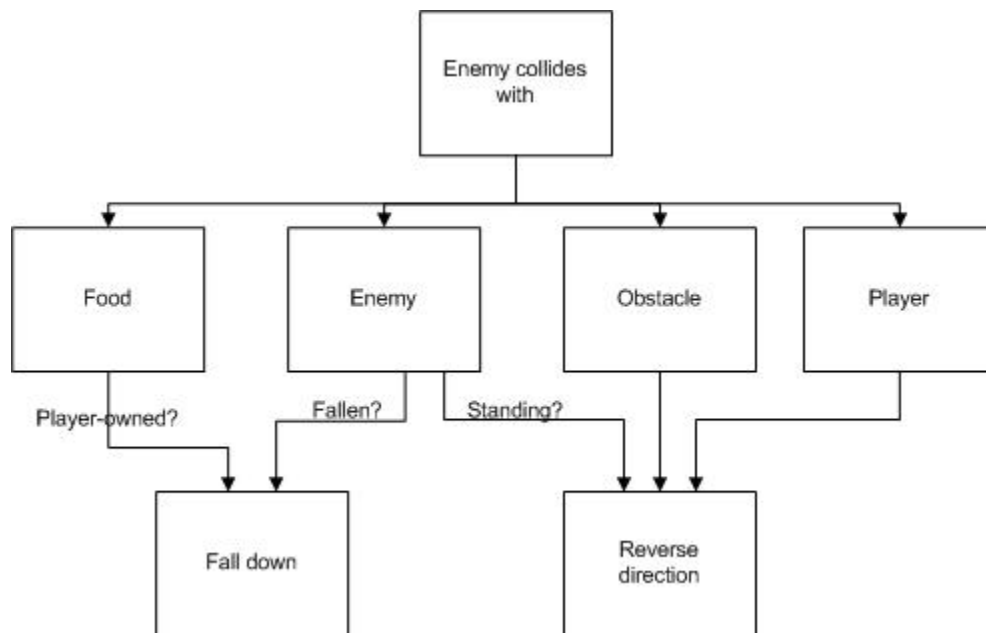 Enemy collides
with
Food
Enemy
Obstacle
Player
Player-owned?
Fallen?
Standing?
Fall down
Reverse
direction